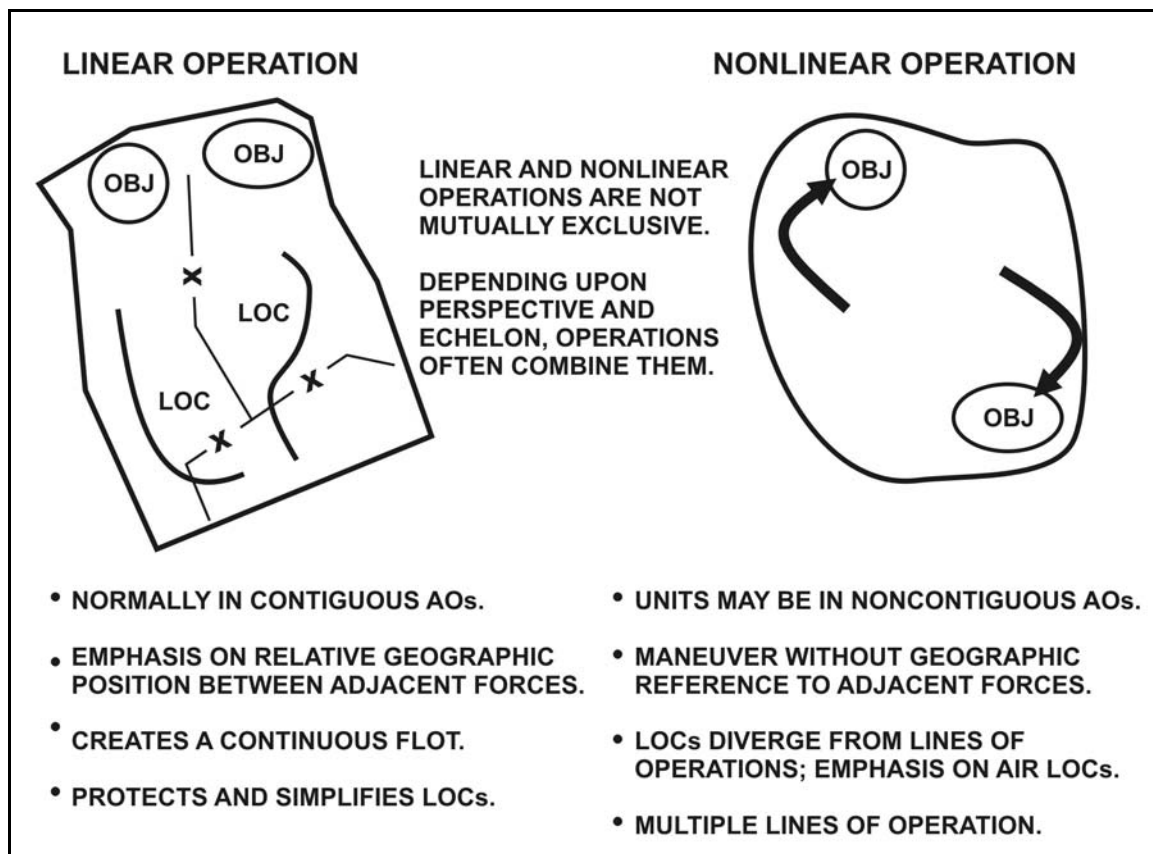 LINEAR OPERATION
OBJ
OBJ
X
LOC
LOC
X
X
LINEAR AND NONLINEAR
OPERATIONS ARE NOT
MUTUALLY EXCLUSIVE.
DEPENDING UPON
PERSPECTIVE AND
ECHELON, OPERATIONS
OFTEN COMBINE THEM.
NONLINEAR OPERATION
OBJ
OBJ
• NORMALLY IN CONTIGUOUS AOs.
• EMPHASIS ON RELATIVE GEOGRAPHIC
POSITION BETWEEN ADJACENT FORCES.
• CREATES A CONTINUOUS FLOT.
• PROTECTS AND SIMPLIFIES LOCs.
• UNITS MAY BE IN NONCONTIGUOUS AOs.
• MANEUVER WITHOUT GEOGRAPHIC
REFERENCE TO ADJACENT FORCES.
• LOCs DIVERGE FROM LINES OF
OPERATIONS; EMPHASIS ON AIR LOCs.
• MULTIPLE LINES OF OPERATION.